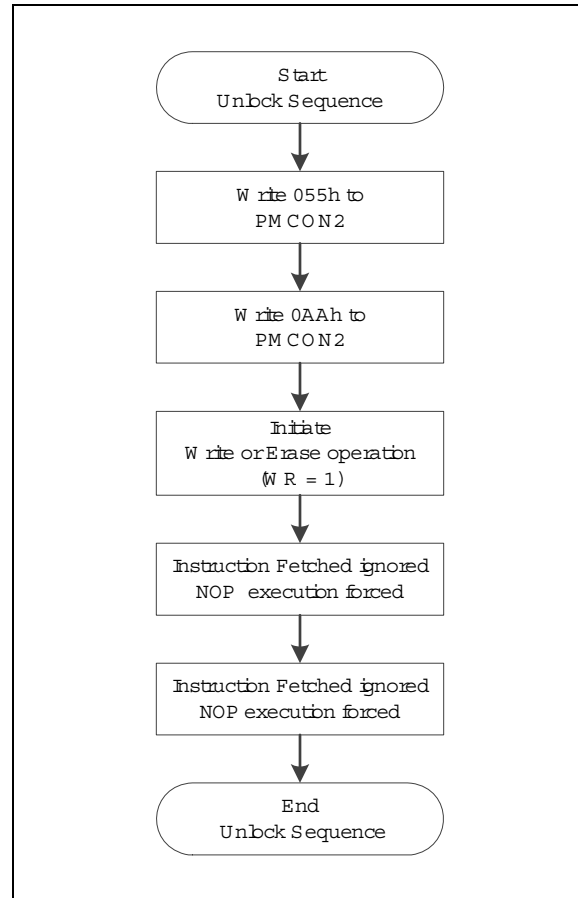 Start
Unlock Sequence
Write 055h to
PMCON2
Write 0AAh to
PMCON2
Initiate
Write or Erase operation
(WR = 1)
Instruction Fetched ignored
NOP execution forced
Instruction Fetched ignored
NOP execution forced
End
Unlock Sequence